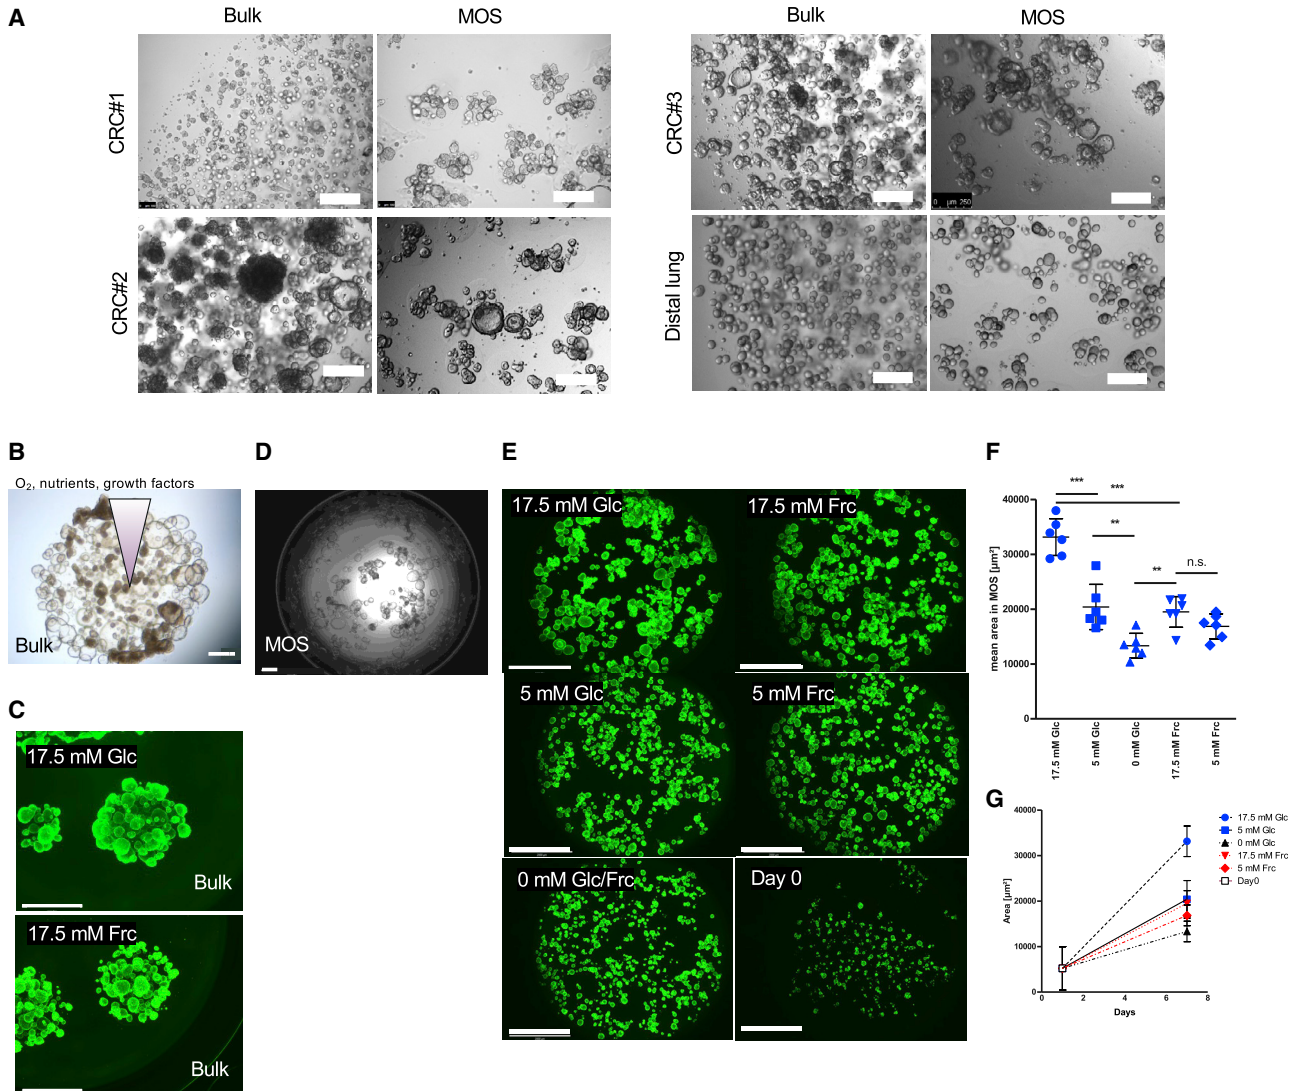 A
Bulk
MOS
Bulk
MOS
CRC#1
CRC#3
0 µm 250
CRC#2
Distal lung
B
D
E
F
O₂, nutrients, growth factors
Bulk
MOS
17.5 mM Glc
17.5 mM Frc
5 mM Glc
5 mM Frc
0 mM Glc/Frc
Day 0
***
***
**
**
n.s.
mean area in MOS [µm²]
40000
30000
20000
10000
0
17.5 mM Glc
5 mM Glc
0 mM Glc
17.5 mM Frc
5 mM Frc
C
17.5 mM Glc
Bulk
17.5 mM Frc
Bulk
G
Area [µm²]
40000
30000
20000
10000
0
0
2
4
6
8
Days
17.5 mM Glc
5 mM Glc
0 mM Glc
17.5 mM Frc
5 mM Frc
Day0